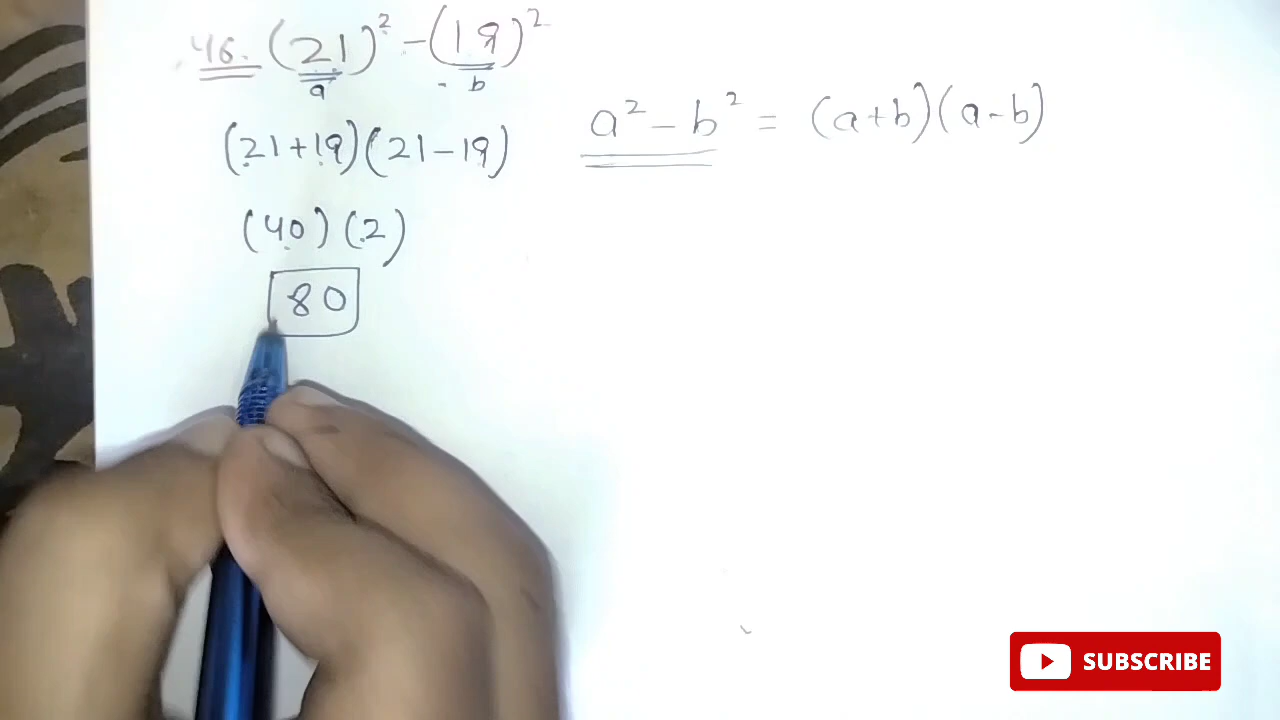 46. (21)² - (19)²
a b
a² - b² = (a+b)(a-b)
(21+19)(21-19)
(40)(2)
80
SUBSCRIBE